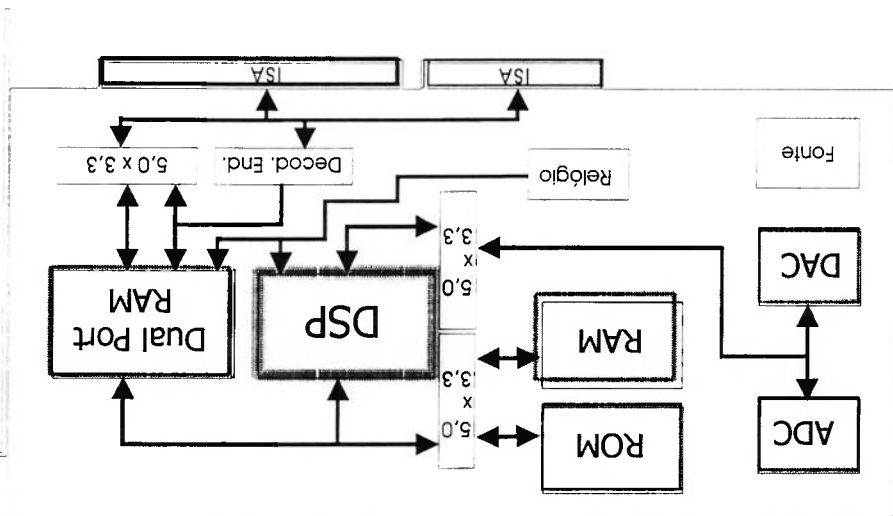 ADC
ROM
5,0
x
3,3
DAC
RAM
DSP
Dual Port
RAM
5,0
x
3,3
Fonte
Relógio
Decod. End.
5,0 x 3,3
ISA
ISA